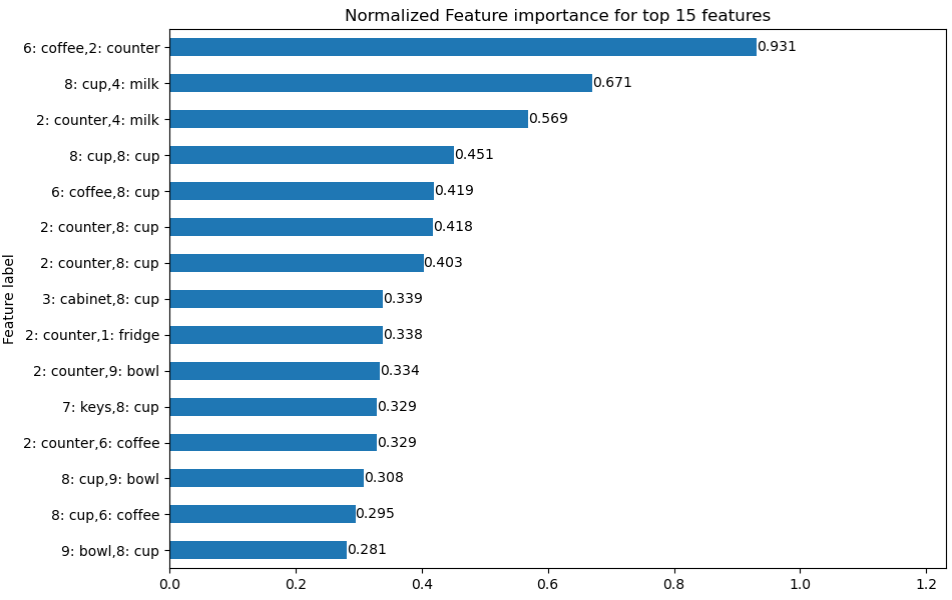 Normalized Feature importance for top 15 features
Feature label
6: coffee,2: counter 0.931
8: cup,4: milk 0.671
2: counter,4: milk 0.569
8: cup,8: cup 0.451
6: coffee,8: cup 0.419
2: counter,8: cup 0.418
2: counter,8: cup 0.403
3: cabinet,8: cup 0.339
2: counter,1: fridge 0.338
2: counter,9: bowl 0.334
7: keys,8: cup 0.329
2: counter,6: coffee 0.329
8: cup,9: bowl 0.308
8: cup,6: coffee 0.295
9: bowl,8: cup 0.281
0.0 0.2 0.4 0.6 0.8 1.0 1.2